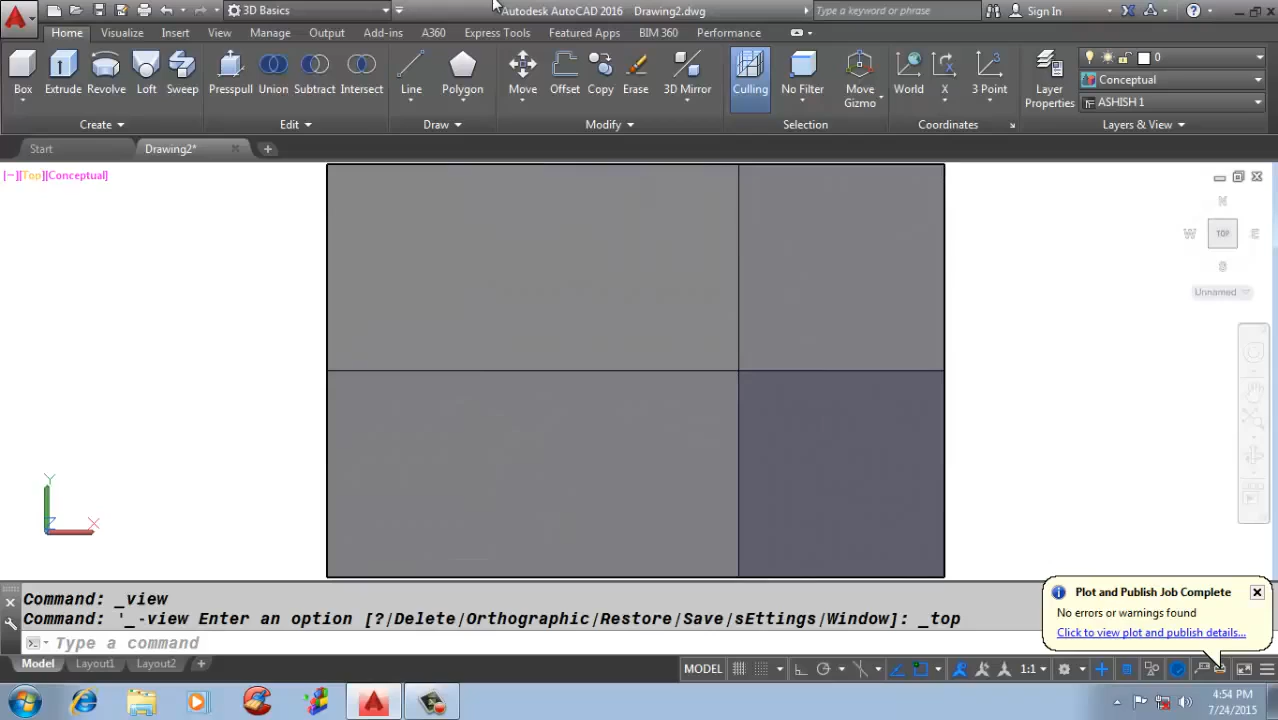 3D Basics
Autodesk AutoCAD 2016 Drawing2.dwg
Type a keyword or phrase
Sign In
Home Visualize Insert View Manage Output Add-ins A360 Express Tools Featured Apps BIM 360 Performance
Box Extrude Revolve Loft Sweep Presspull Union Subtract Intersect Line Polygon Move Offset Copy Erase 3D Mirror Culling No Filter Move Gizmo World X 3 Point Layer Properties
0
Conceptual
ASHISH 1
Create Edit Draw Modify Selection Coordinates Layers & View
Start Drawing2*
[−][Top][Conceptual]
N
W TOP E
S
Unnamed
Y
Z X
Command: _view
Command: '_-view Enter an option [?/Delete/Orthographic/Restore/Save/sEttings/Window]: _top
Type a command
Plot and Publish Job Complete
No errors or warnings found
Click to view plot and publish details...
Model Layout1 Layout2 +
MODEL 1:1
4:54 PM
7/24/2015